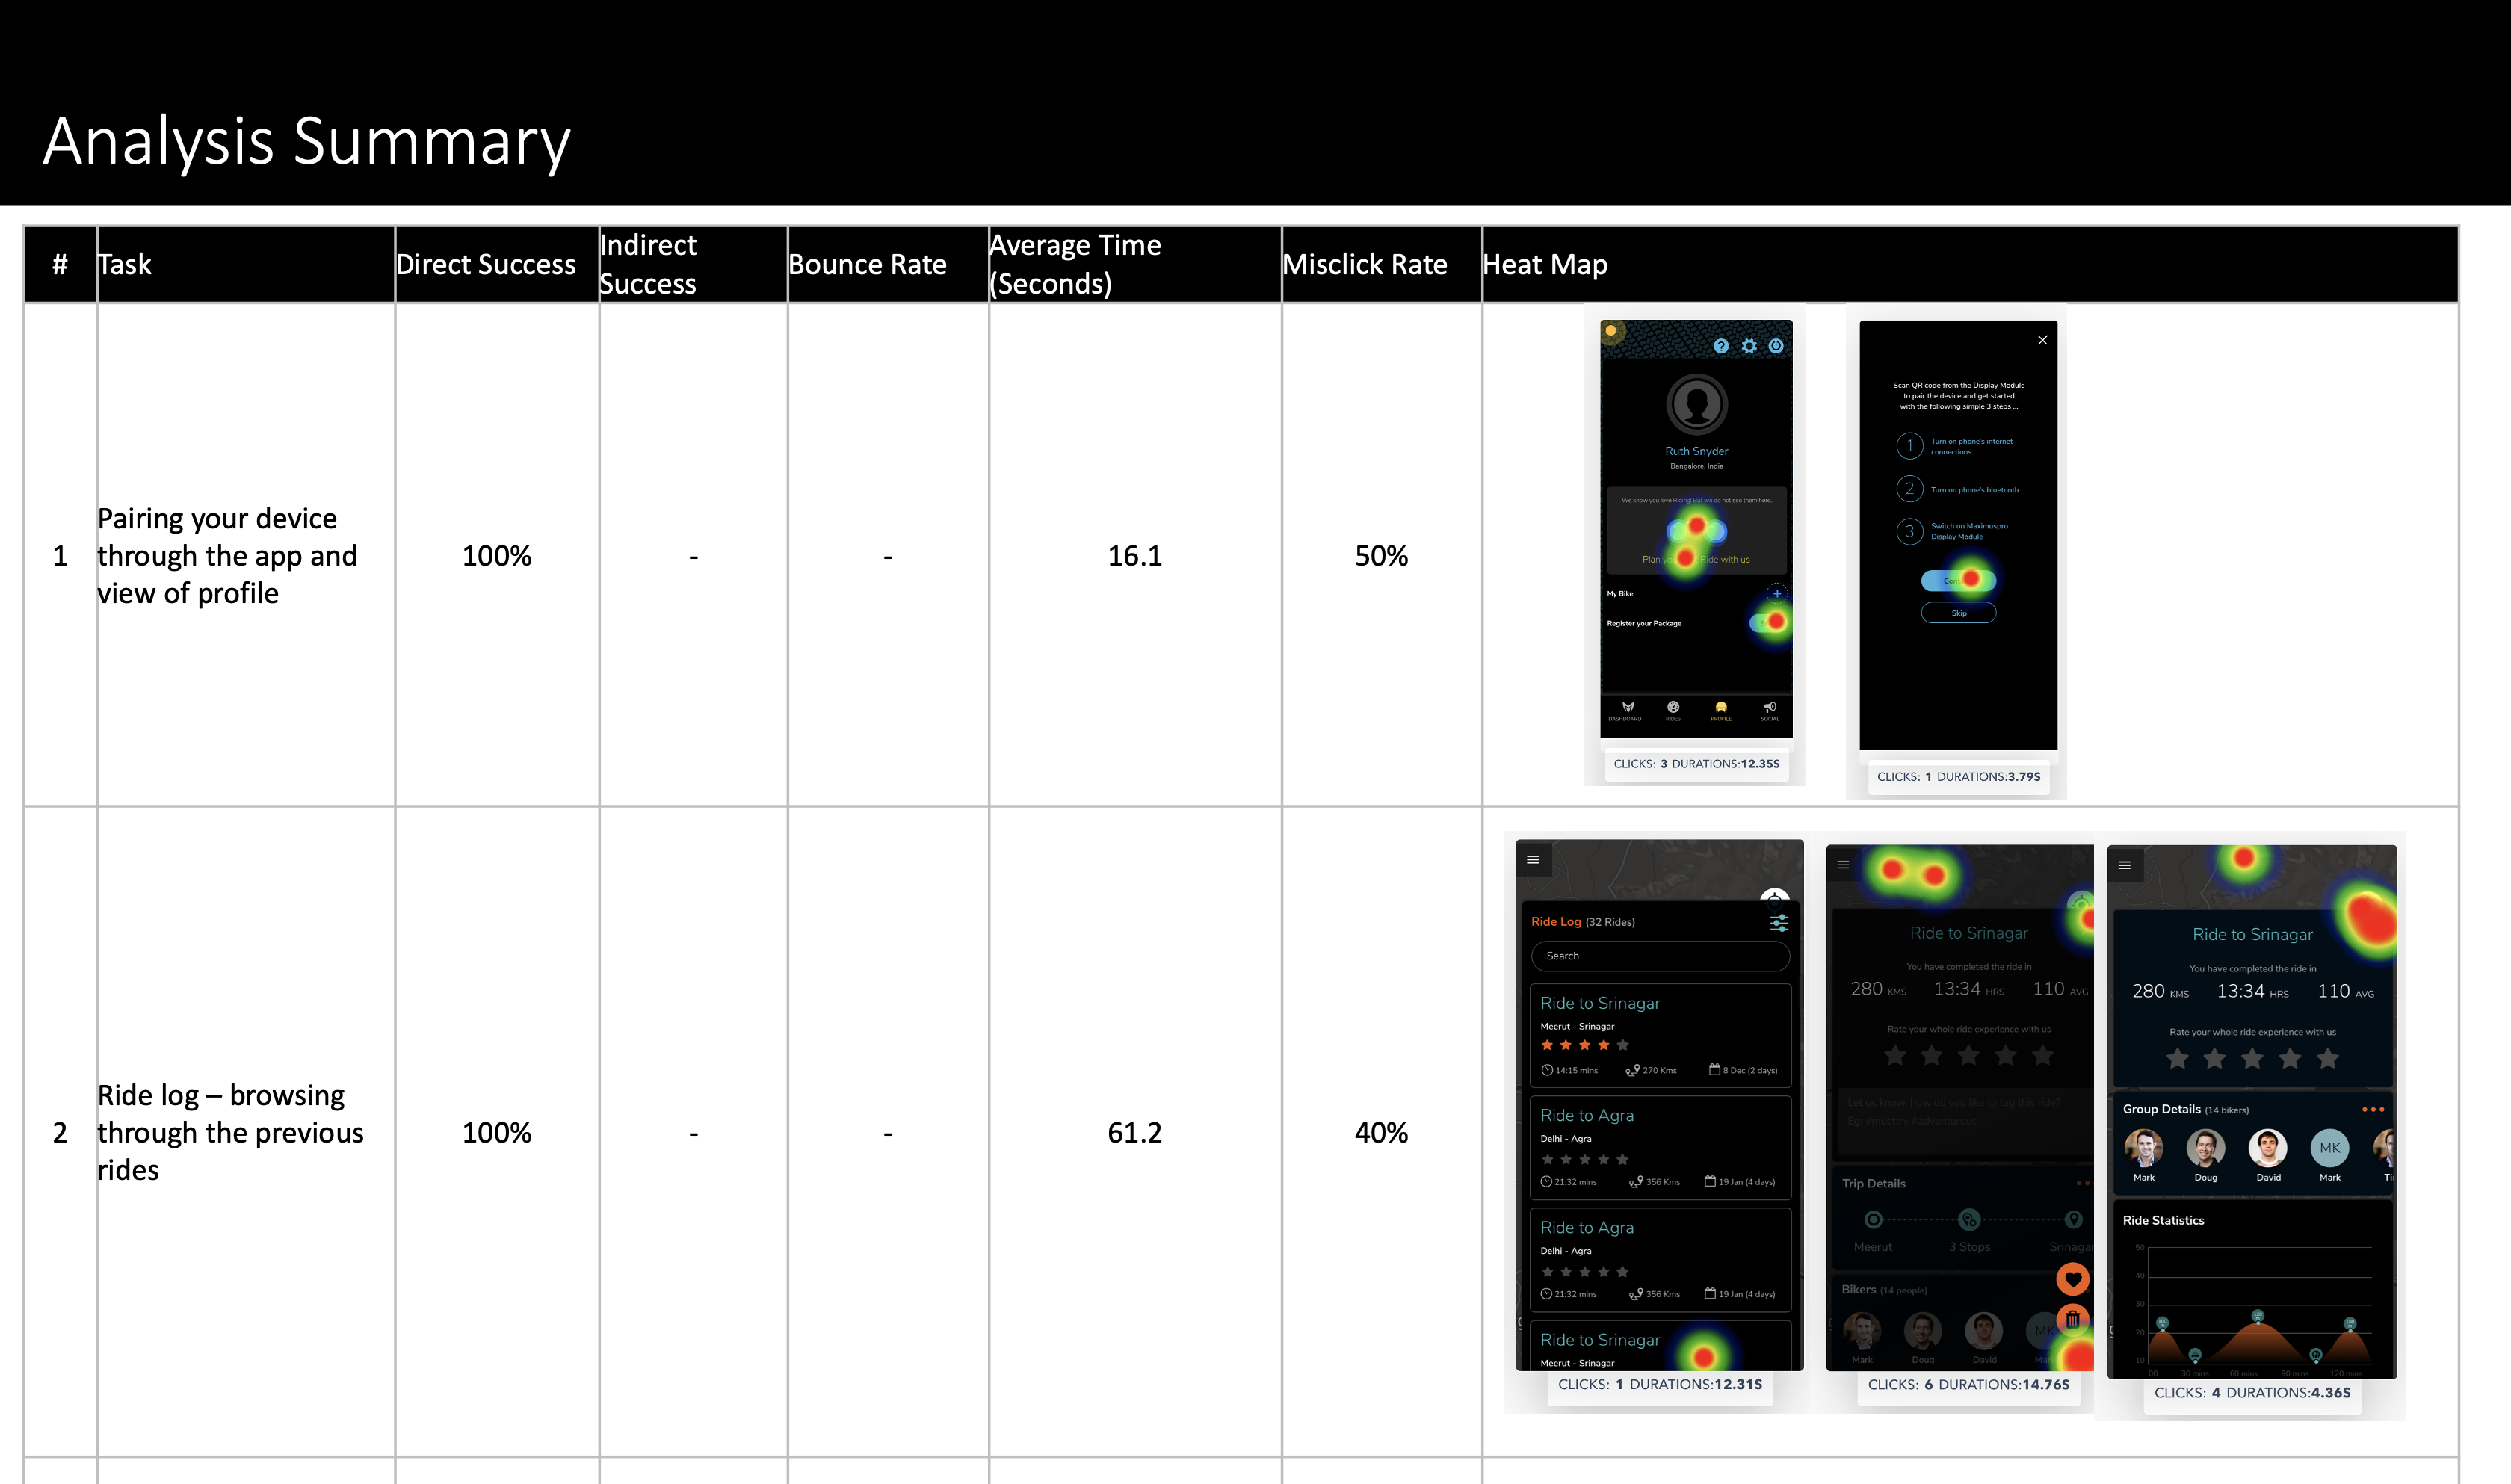 Analysis Summary
# Task Direct Success Indirect Success Bounce Rate Average Time (Seconds) Misclick Rate Heat Map
1
Pairing your device
through the app and
view of profile
100%
-
-
16.1
50%
Ruth Snyder
Bangalore, India
We know you love Riding! But we do not see them here.
Plan Ride with us
My Bike
Register your Package
DASHBOARD RIDES PROFILE SOCIAL
CLICKS: 3 DURATIONS:12.35S
Scan QR code from the Display Module
to pair the device and get started
with the following simple 3 steps ...
1 Turn on phone's internet
connections
2 Turn on phone's bluetooth
3 Switch on Maximuspro
Display Module
Skip
CLICKS: 1 DURATIONS:3.79S
2
Ride log – browsing
through the previous
rides
100%
-
-
61.2
40%
Ride Log (32 Rides)
Search
Ride to Srinagar
Meerut - Srinagar
14:15 mins 270 Kms 8 Dec (2 days)
Ride to Agra
Delhi - Agra
21:32 mins 356 Kms 19 Jan (4 days)
Ride to Agra
Delhi - Agra
21:32 mins 356 Kms 19 Jan (4 days)
Ride to Srinagar
Meerut - Srinagar
CLICKS: 1 DURATIONS:12.31S
Ride to Srinagar
You have completed the ride in
280 KMS 13:34 HRS 110 AVG
Rate your whole ride experience with us
Let us know, how do you like to tag this ride?
Eg: #musttry #adventurous
Trip Details
Meerut 3 Stops Srinagar
Bikers (14 people)
MK
Mark Doug David
CLICKS: 6 DURATIONS:14.76S
Ride to Srinagar
You have completed the ride in
280 KMS 13:34 HRS 110 AVG
Rate your whole ride experience with us
Group Details (14 bikers)
MK
Mark Doug David Mark Ti
Ride Statistics
50
40
30
20
10
00 30 mins 60 mins 90 mins 120 mins
CLICKS: 4 DURATIONS:4.36S